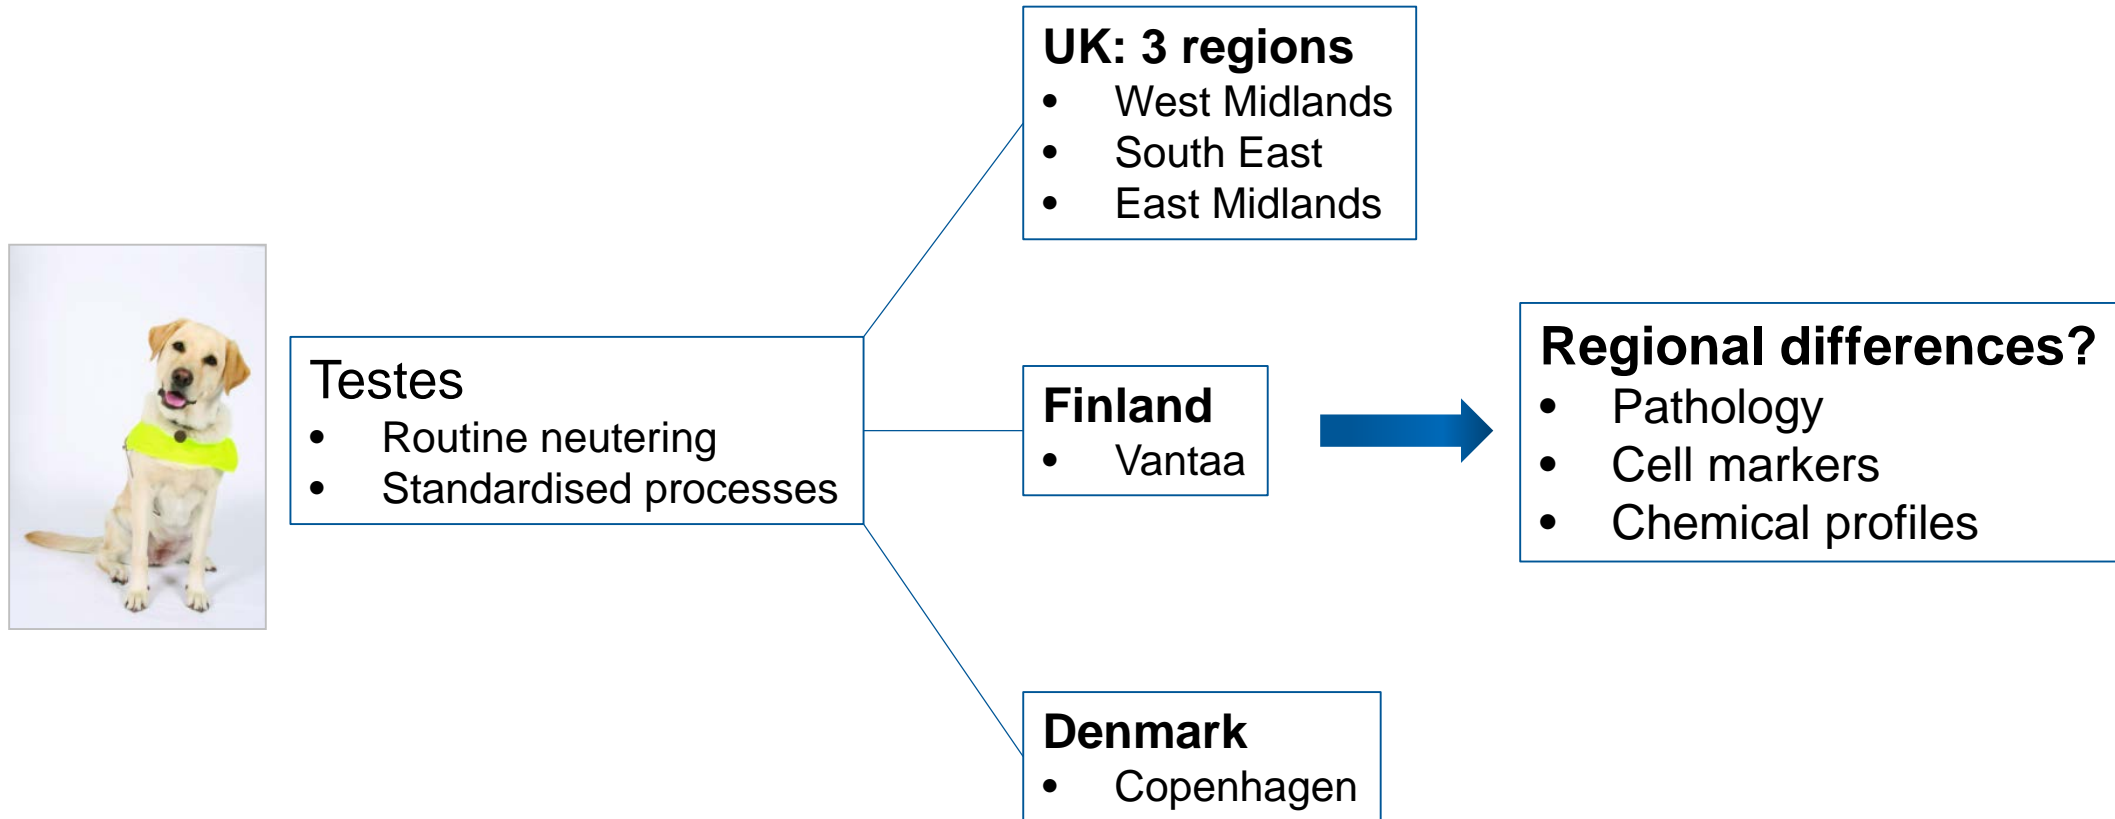 Testes
• Routine neutering
• Standardised processes
UK: 3 regions
• West Midlands
• South East
• East Midlands
Finland
• Vantaa
Denmark
• Copenhagen
Regional differences?
• Pathology
• Cell markers
• Chemical profiles